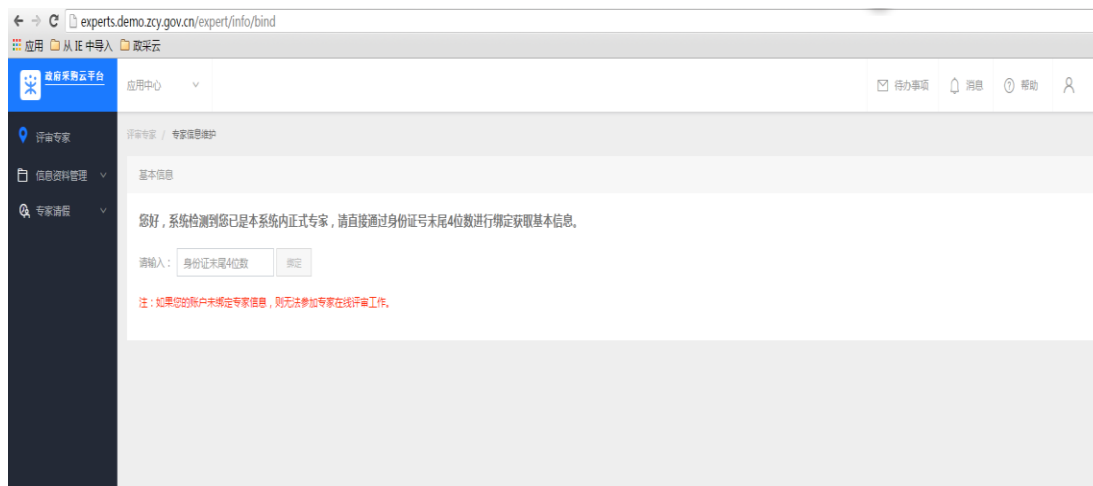 experts.demo.zcy.gov.cn/expert/info/bind
应用 从 IE 中导入 政采云
政府采购云平台
应用中心
待办事项 消息 帮助
评审专家
评审专家 / 专家信息维护
信息资料管理
基本信息
专家请假
您好，系统检测到您已是本系统内正式专家，请直接通过身份证号末尾4位数进行绑定获取基本信息。
请输入： 身份证末尾4位数 绑定
注：如果您的账户未绑定专家信息，则无法参加专家在线评审工作。